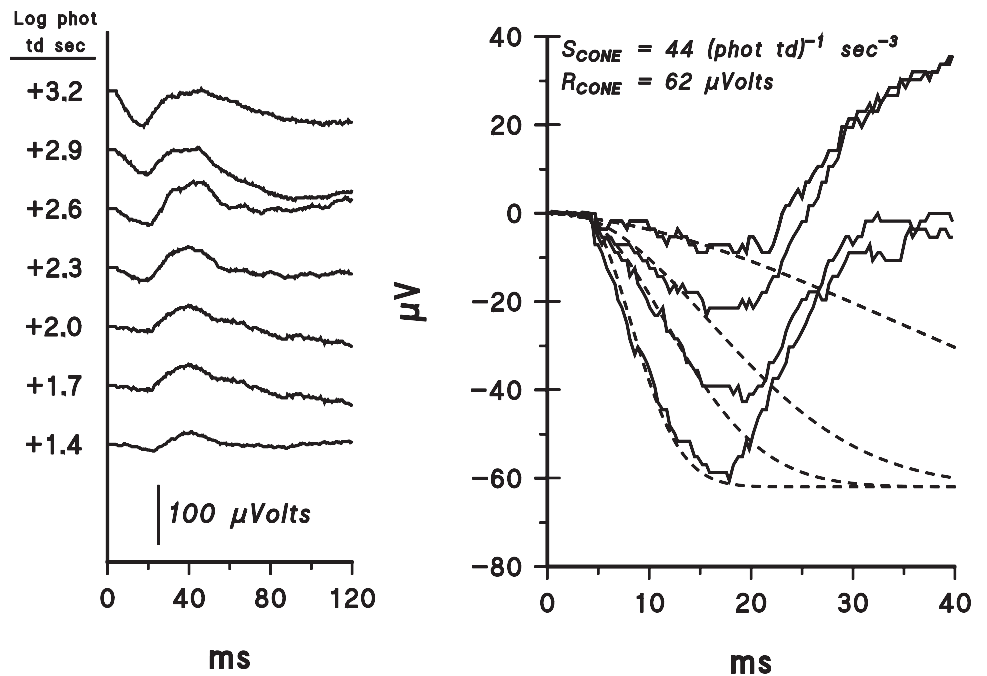 Log phot
td sec
+3.2
+2.9
+2.6
+2.3
+2.0
+1.7
+1.4
100 µVolts
0 40 80 120
ms
S_CONE = 44 (phot td)⁻¹ sec⁻³
R_CONE = 62 µVolts
40
20
0
−20
−40
−60
−80
µV
0 10 20 30 40
ms